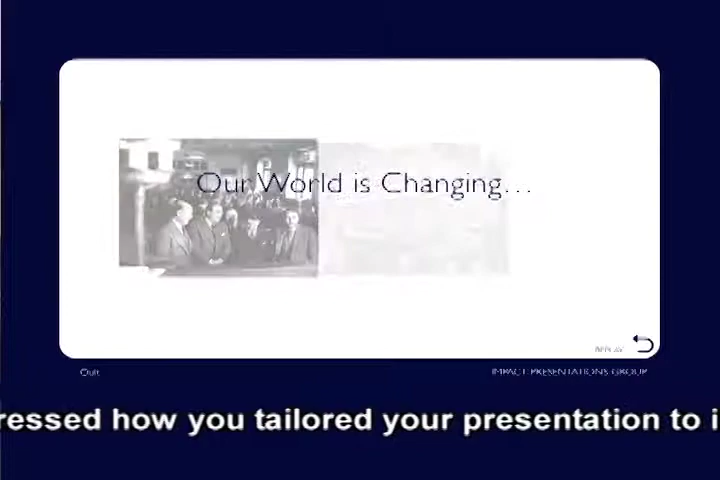 Our World is Changing...
Quit
IMPACT PRESENTATIONS GROUP
ressed how you tailored your presentation to i